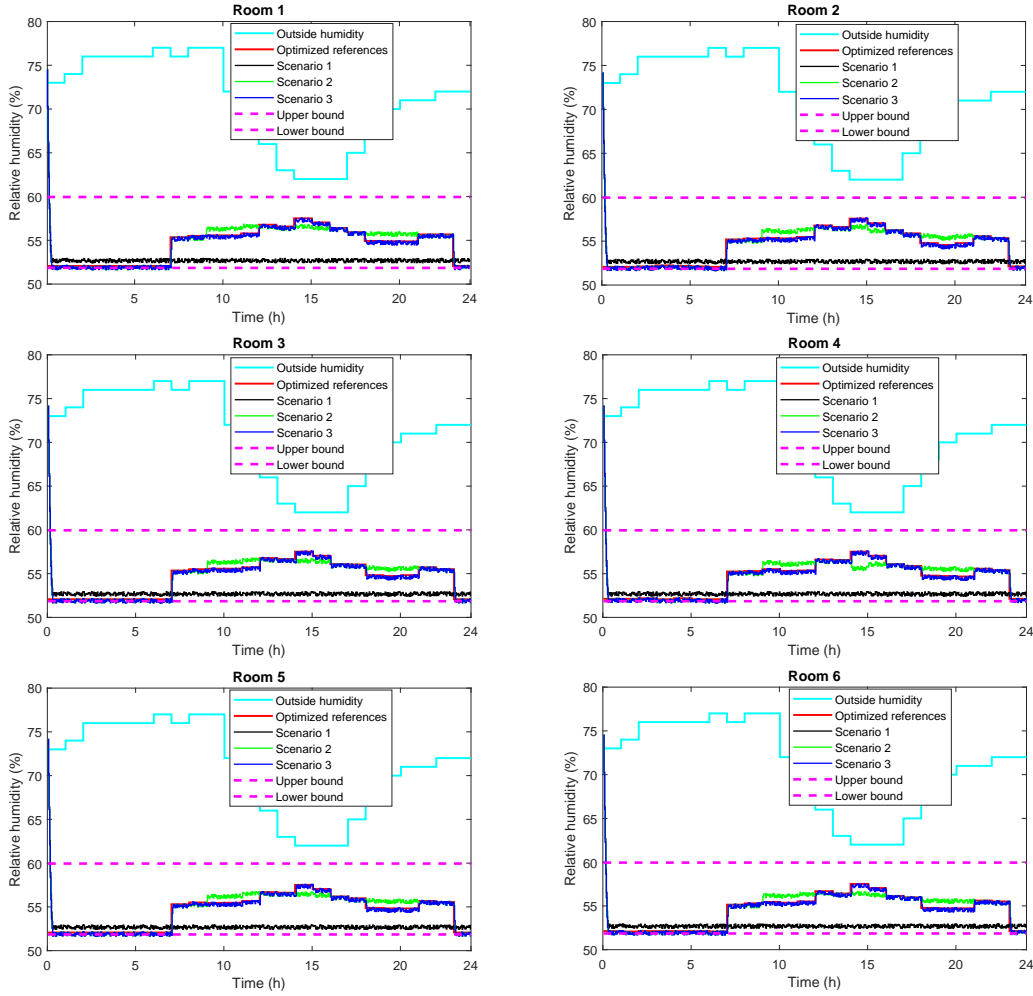 Room 1
80
75
70
65
60
55
50
Relative humidity (%)
5
10
15
20
24
Time (h)
Outside humidity
Optimized references
Scenario 1
Scenario 2
Scenario 3
Upper bound
Lower bound
Room 2
80
75
70
65
60
55
50
Relative humidity (%)
0
5
10
15
20
24
Time (h)
Outside humidity
Optimized references
Scenario 1
Scenario 2
Scenario 3
Upper bound
Lower bound
Room 3
80
75
70
65
60
55
50
Relative humidity (%)
5
10
15
20
24
Time (h)
Outside humidity
Optimized references
Scenario 1
Scenario 2
Scenario 3
Upper bound
Lower bound
Room 4
80
75
70
65
60
55
50
Relative humidity (%)
0
5
10
15
20
24
Time (h)
Outside humidity
Optimized references
Scenario 1
Scenario 2
Scenario 3
Upper bound
Lower bound
Room 5
80
75
70
65
60
55
50
Relative humidity (%)
5
10
15
20
24
Time (h)
Outside humidity
Optimized references
Scenario 1
Scenario 2
Scenario 3
Upper bound
Lower bound
Room 6
80
75
70
65
60
55
50
Relative humidity (%)
0
5
10
15
20
24
Time (h)
Outside humidity
Optimized references
Scenario 1
Scenario 2
Scenario 3
Upper bound
Lower bound